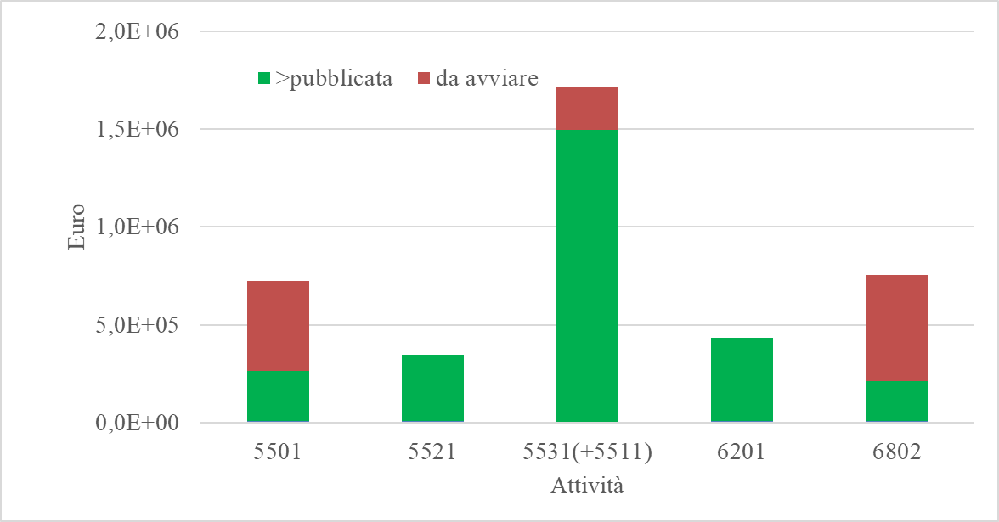 2,0E+06
>pubblicata da avviare
1,5E+06
1,0E+06
Euro
5,0E+05
0,0E+00
5501 5521 5531(+5511) 6201 6802
Attività